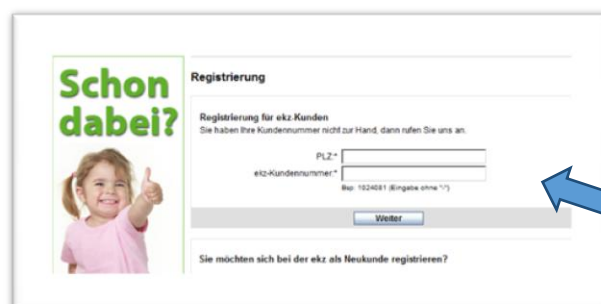 Schon
dabei?
Registrierung
Registrierung für ekz-Kunden
Sie haben Ihre Kundennummer nicht zur Hand, dann rufen Sie uns an.
PLZ:*
ekz-Kundennummer:*
Bsp: 1024081 (Eingabe ohne "/")
Weiter
Sie möchten sich bei der ekz als Neukunde registrieren?